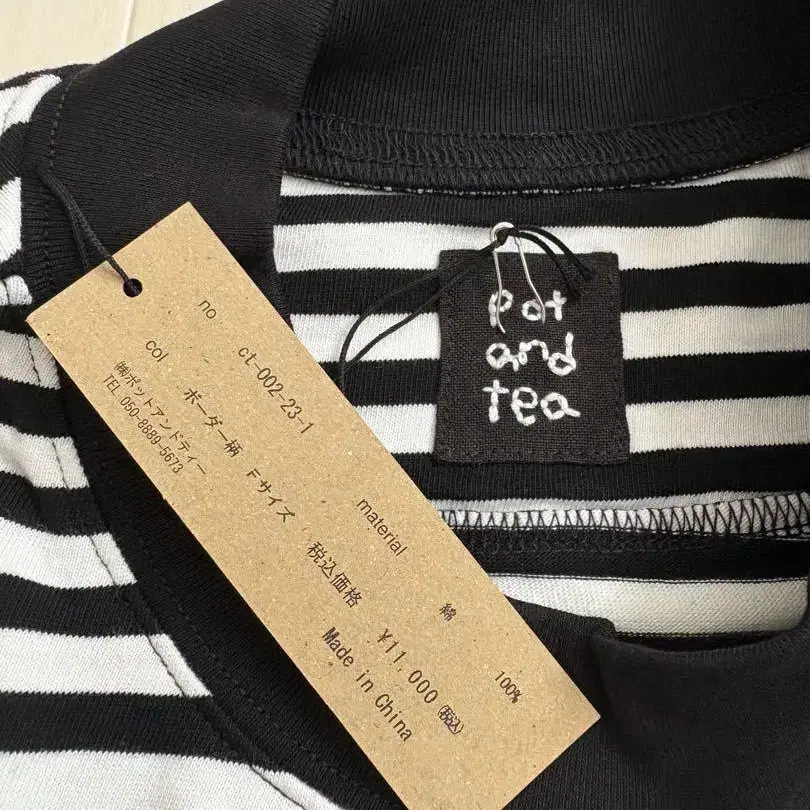 no ct-002-23-1 material 綿 100%
col ボーダー柄 Fサイズ 税込価格 ¥11,000(税込)
㈱ポットアンドティー Made in China
TEL 050-8889-5673
pot
and
tea